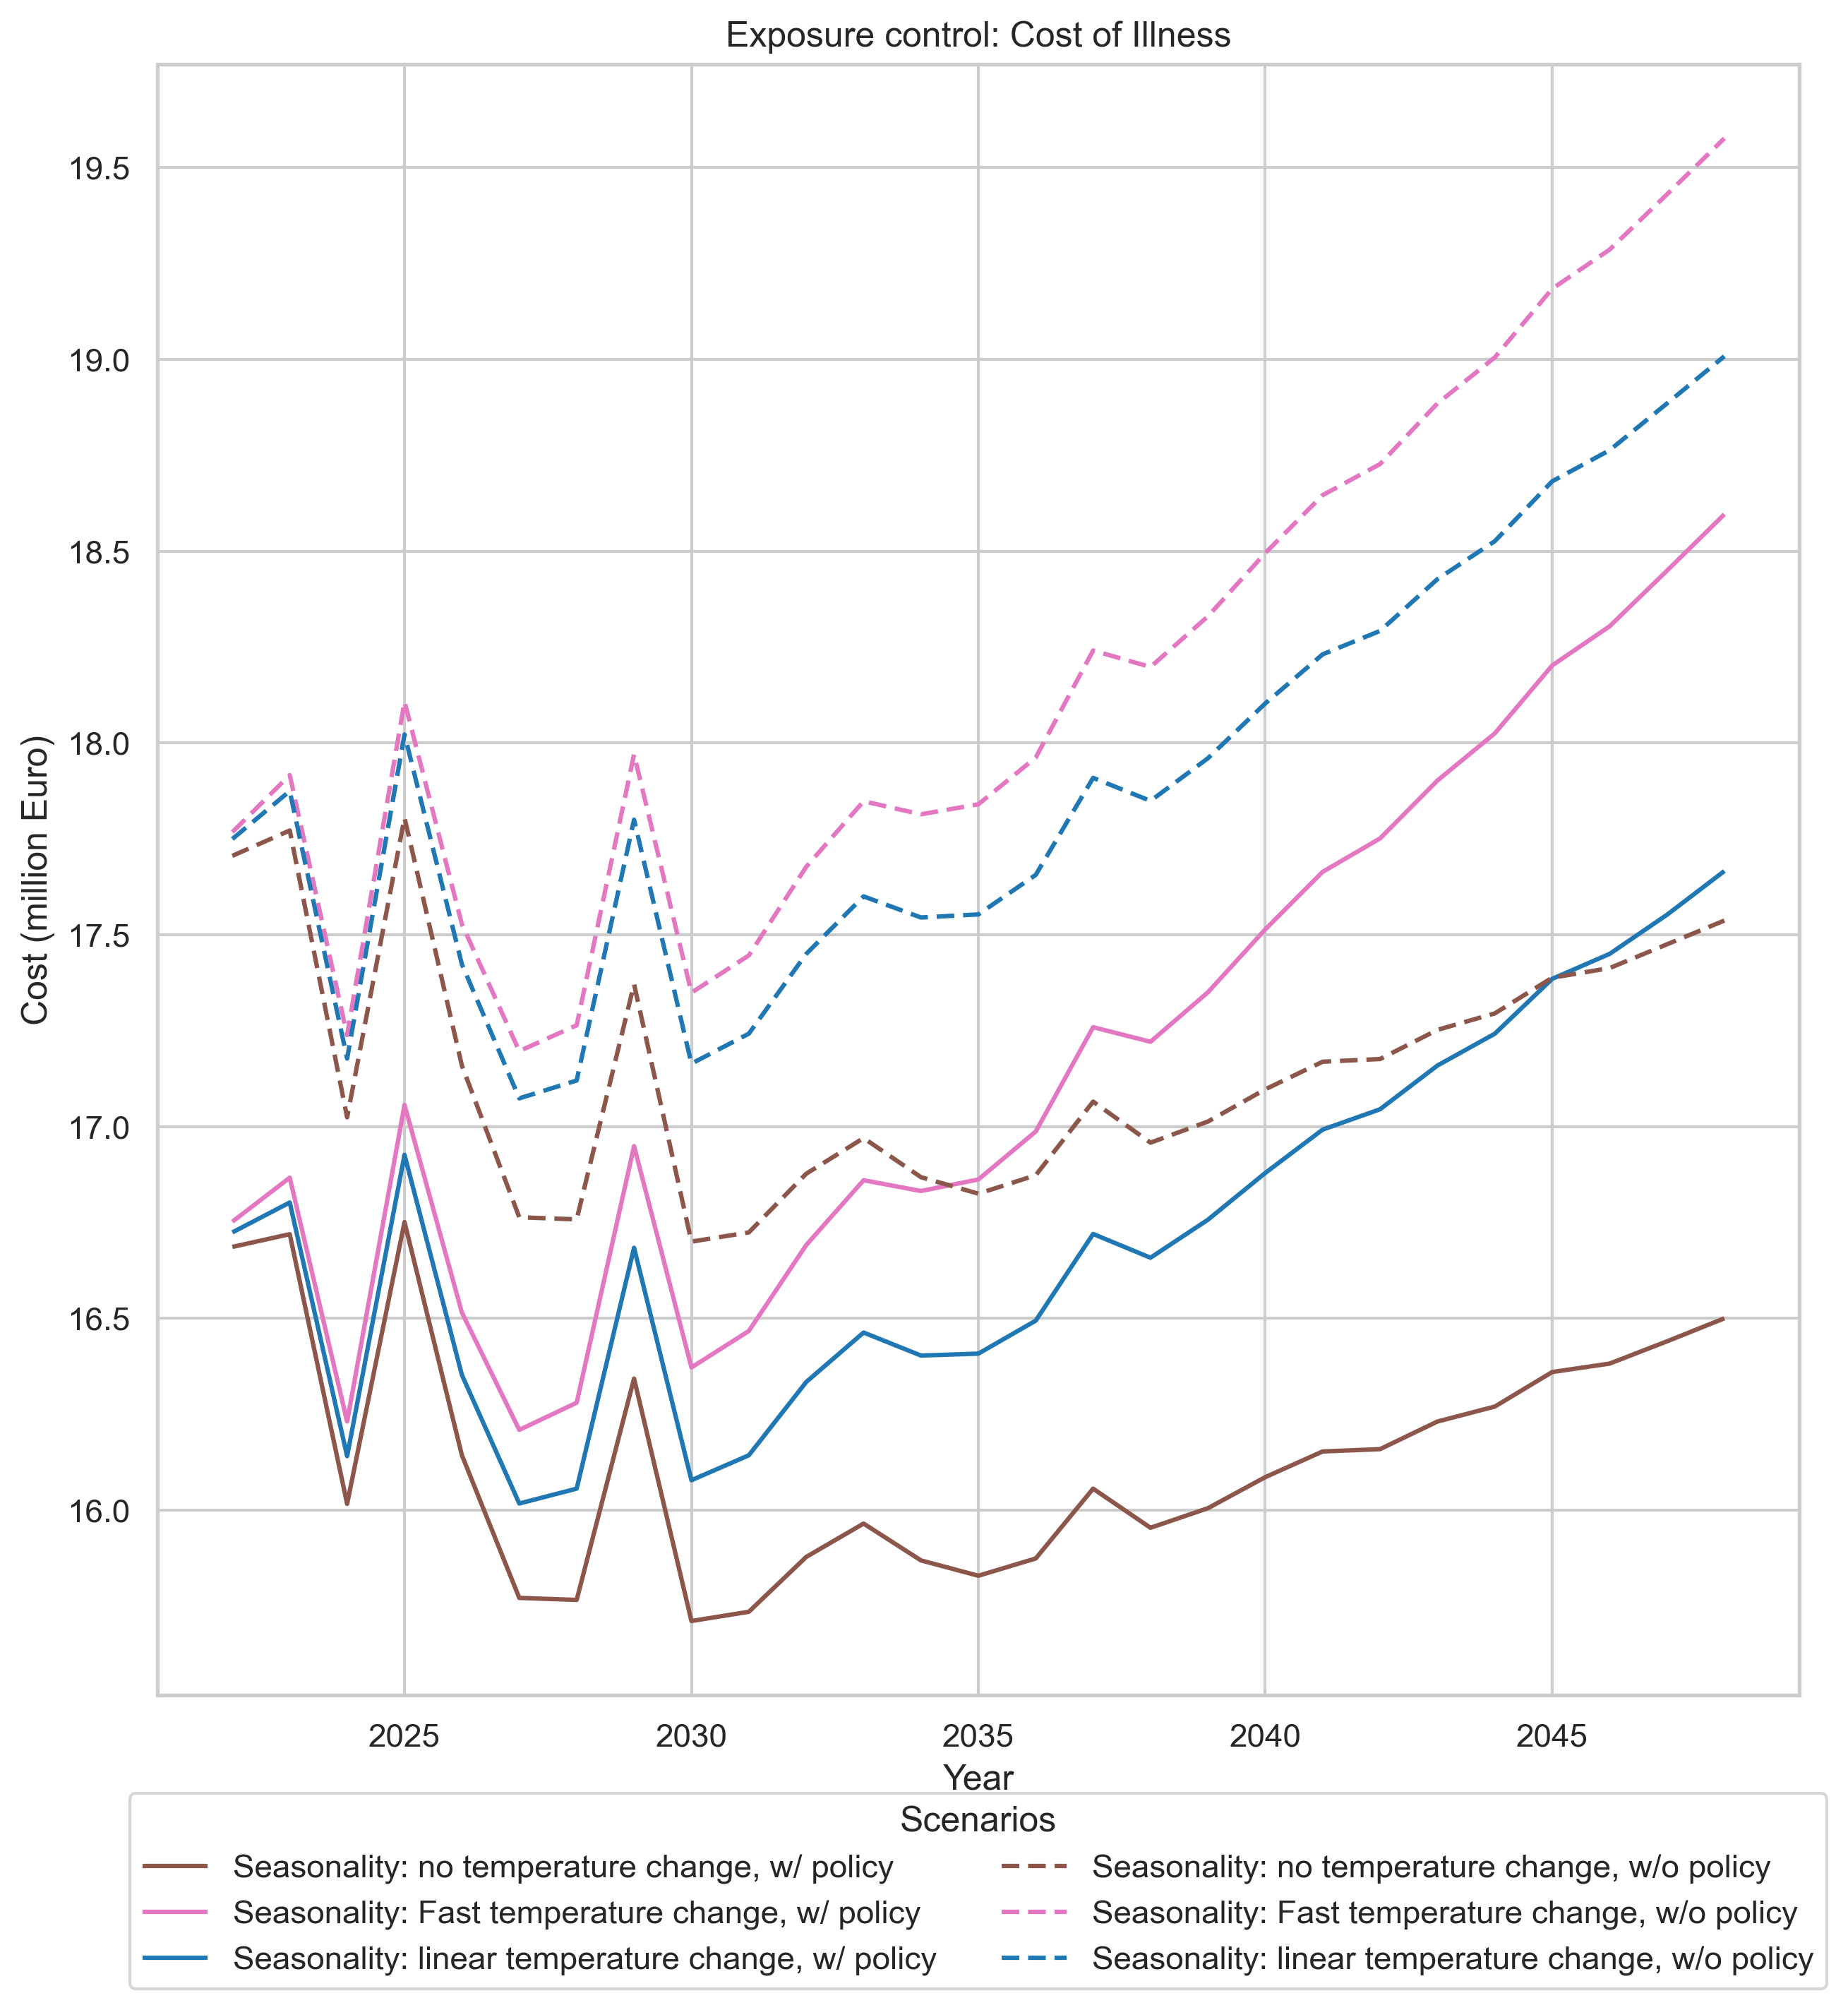 Exposure control: Cost of Illness
19.5
19.0
18.5
18.0
17.5
17.0
16.5
16.0
Cost (million Euro)
2025 2030 2035 2040 2045
Year
Scenarios
Seasonality: no temperature change, w/ policy
Seasonality: Fast temperature change, w/ policy
Seasonality: linear temperature change, w/ policy
Seasonality: no temperature change, w/o policy
Seasonality: Fast temperature change, w/o policy
Seasonality: linear temperature change, w/o policy